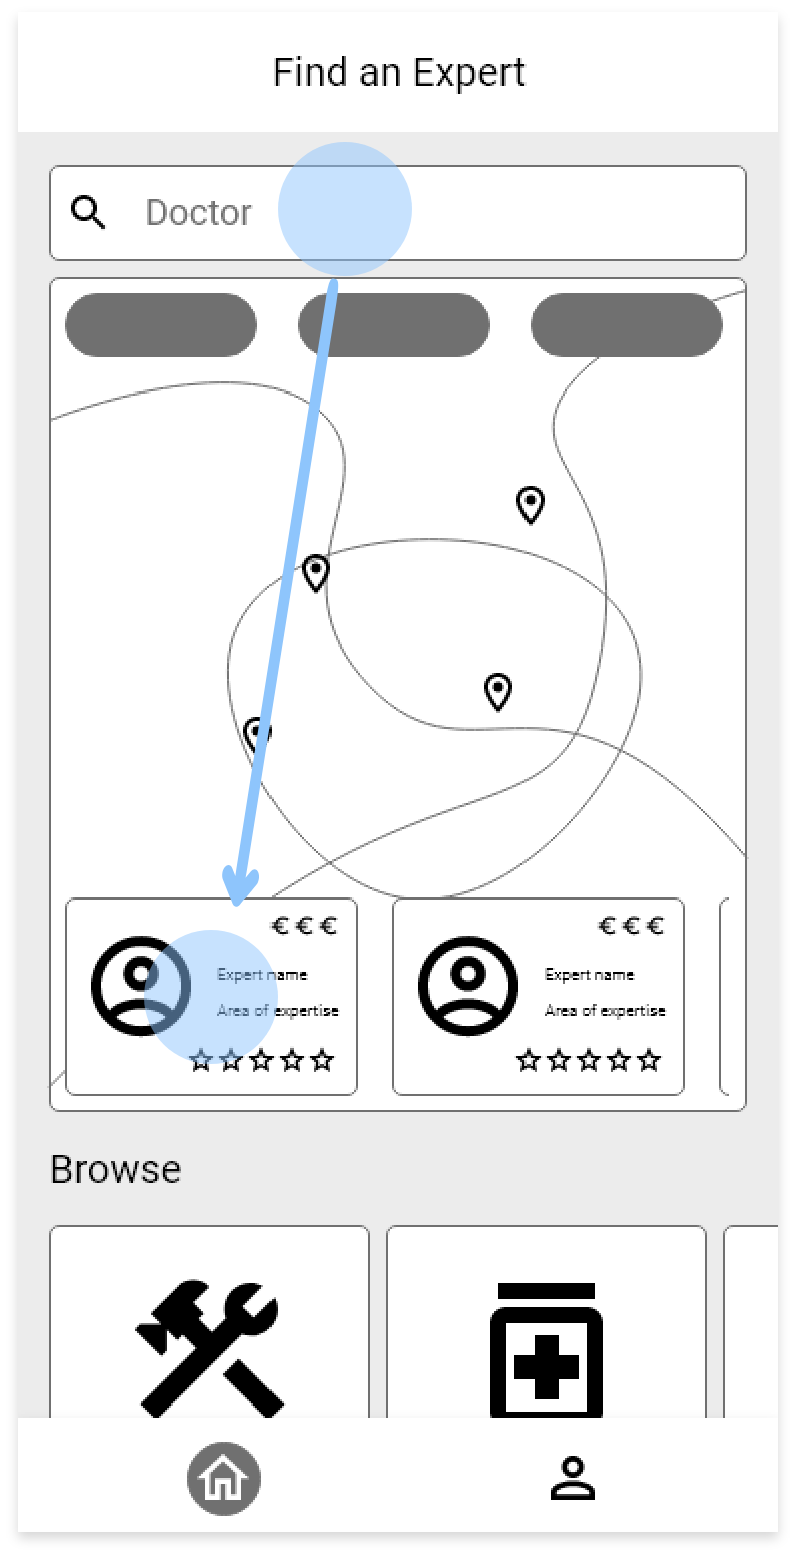 Find an Expert
Doctor
€ € €
Expert name
Area of expertise
€ € €
Expert name
Area of expertise
Browse